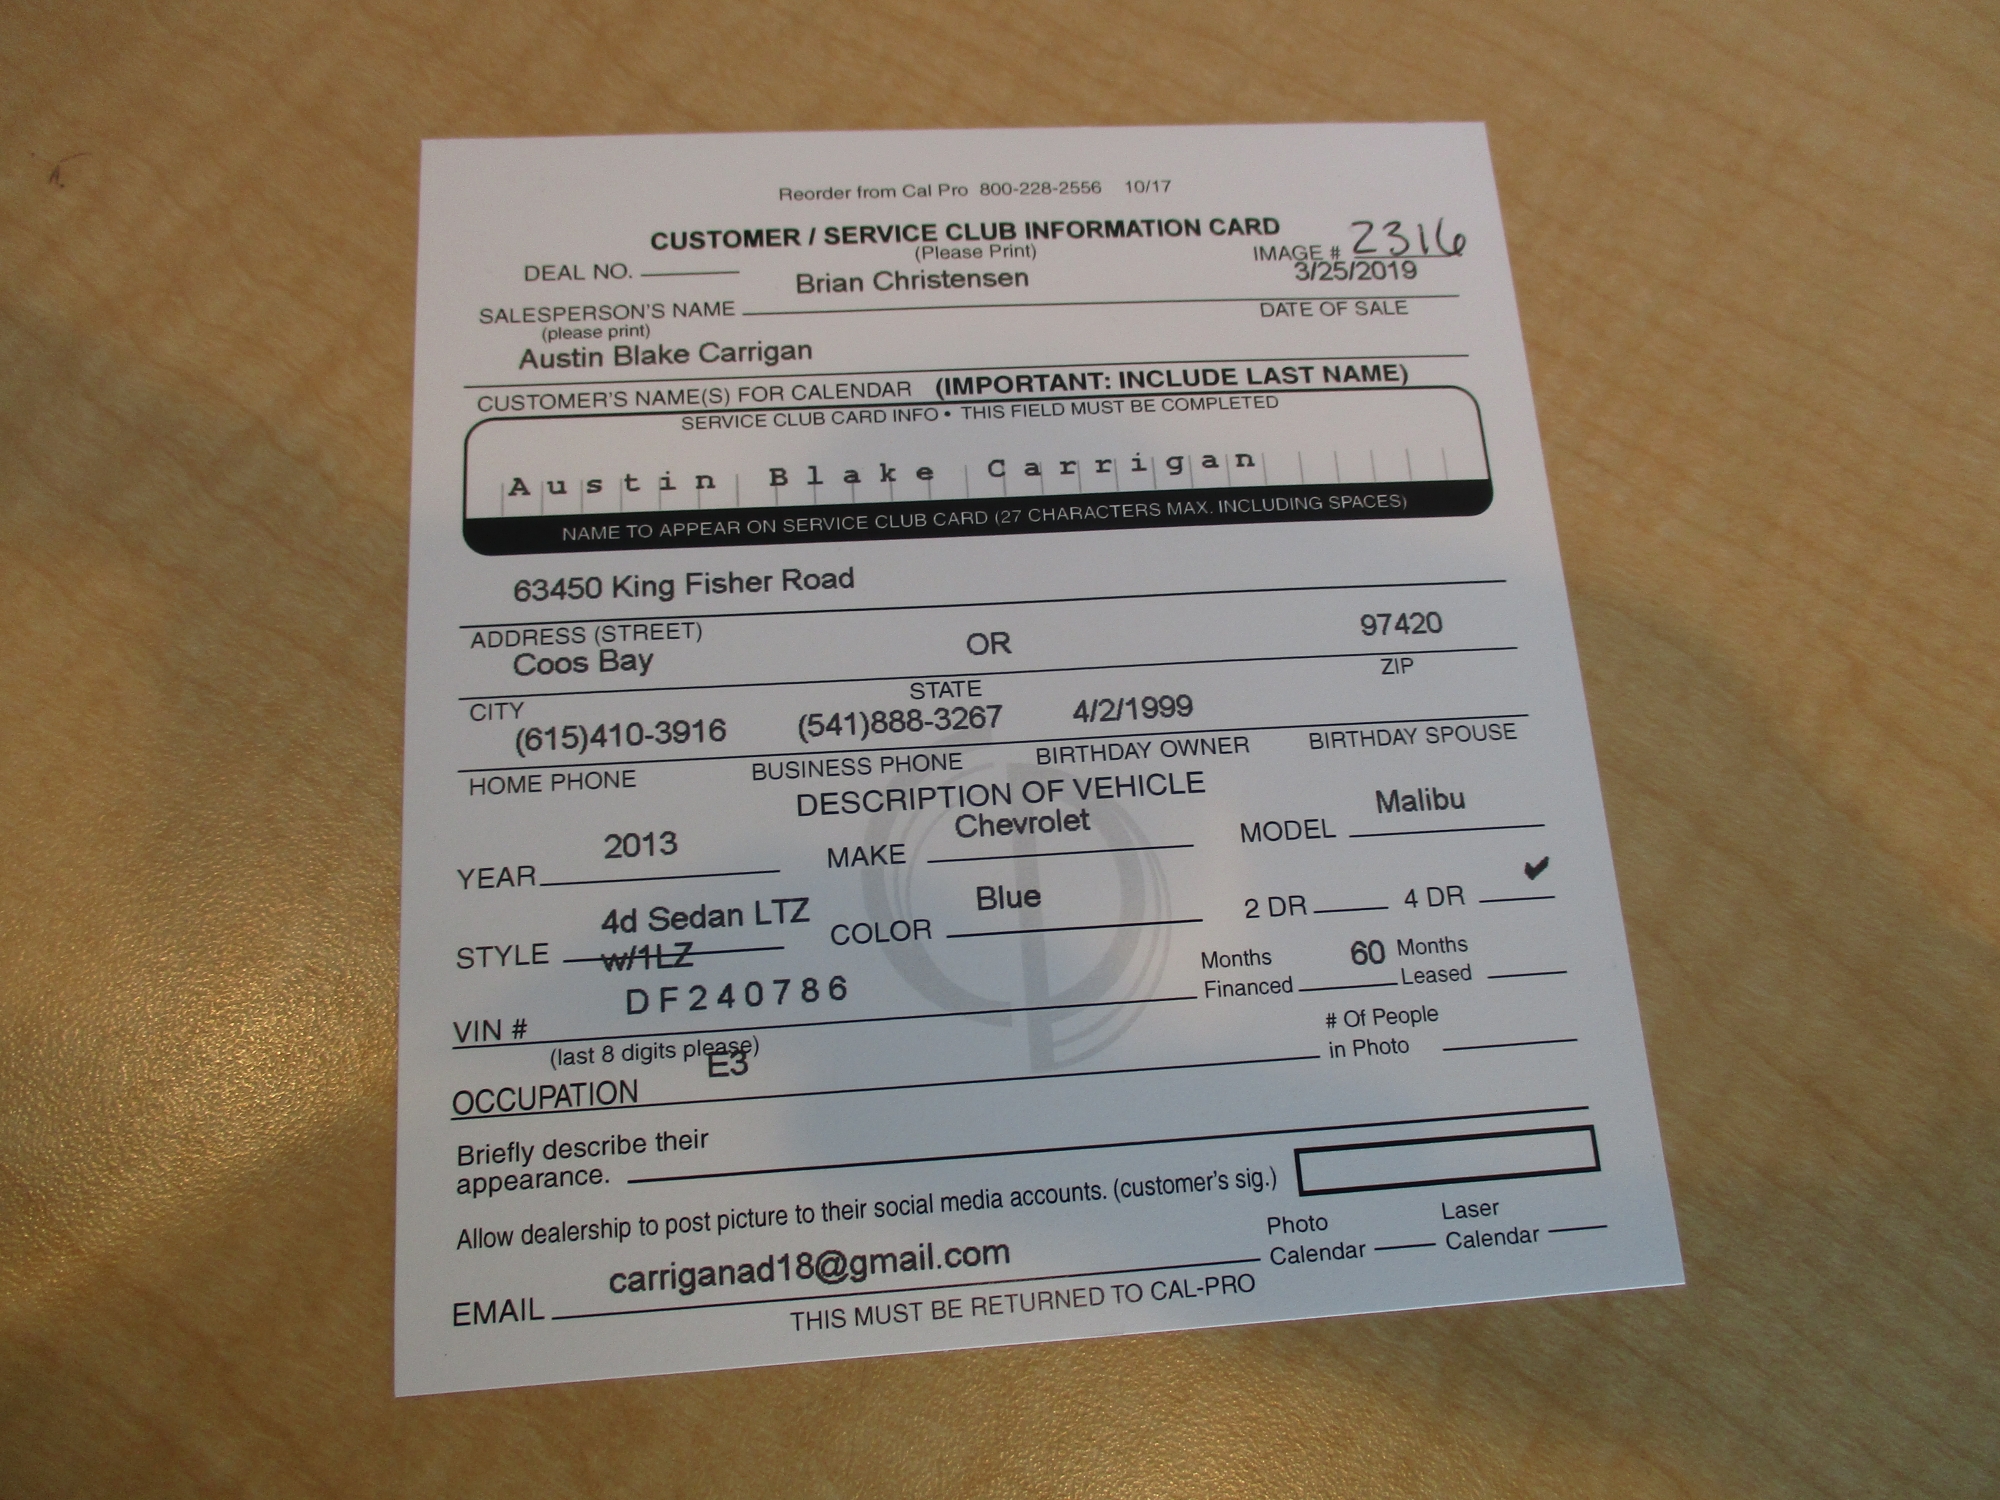 Reorder from Cal Pro 800-228-2556 10/17
CUSTOMER / SERVICE CLUB INFORMATION CARD
(Please Print)
DEAL NO. IMAGE # 2316
Brian Christensen 3/25/2019
SALESPERSON'S NAME DATE OF SALE
(please print)
Austin Blake Carrigan
CUSTOMER'S NAME(S) FOR CALENDAR (IMPORTANT: INCLUDE LAST NAME)
SERVICE CLUB CARD INFO • THIS FIELD MUST BE COMPLETED
Austin Blake Carrigan
NAME TO APPEAR ON SERVICE CLUB CARD (27 CHARACTERS MAX. INCLUDING SPACES)
63450 King Fisher Road
ADDRESS (STREET)
Coos Bay OR 97420
CITY STATE ZIP
(615)410-3916 (541)888-3267 4/2/1999
HOME PHONE BUSINESS PHONE BIRTHDAY OWNER BIRTHDAY SPOUSE
DESCRIPTION OF VEHICLE
YEAR 2013 MAKE Chevrolet MODEL Malibu
STYLE 4d Sedan LTZ COLOR Blue 2 DR 4 DR ✔
w/1LZ
VIN # DF240786 Months Financed 60 Months Leased
(last 8 digits please)
OCCUPATION E3 # Of People in Photo
Briefly describe their
appearance.
Allow dealership to post picture to their social media accounts. (customer's sig.)
EMAIL carriganad18@gmail.com Photo Calendar Laser Calendar
THIS MUST BE RETURNED TO CAL-PRO